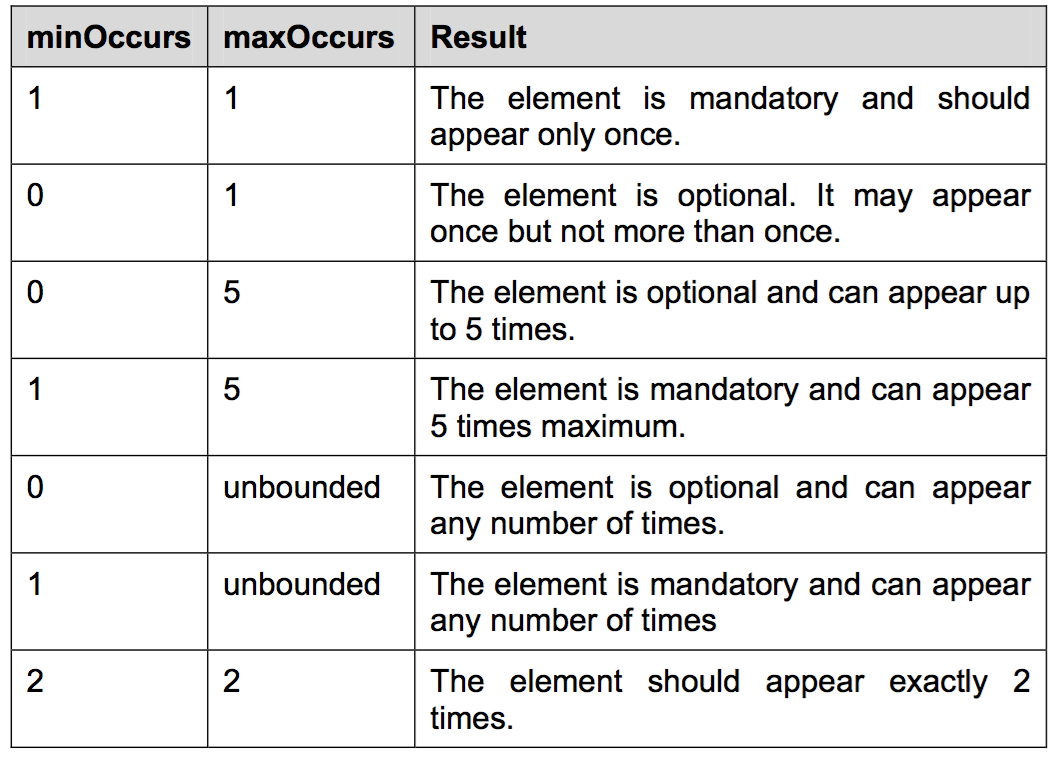 minOccurs maxOccurs Result
1 1 The element is mandatory and should
appear only once.
0 1 The element is optional. It may appear
once but not more than once.
0 5 The element is optional and can appear up
to 5 times.
1 5 The element is mandatory and can appear
5 times maximum.
0 unbounded The element is optional and can appear
any number of times.
1 unbounded The element is mandatory and can appear
any number of times
2 2 The element should appear exactly 2
times.